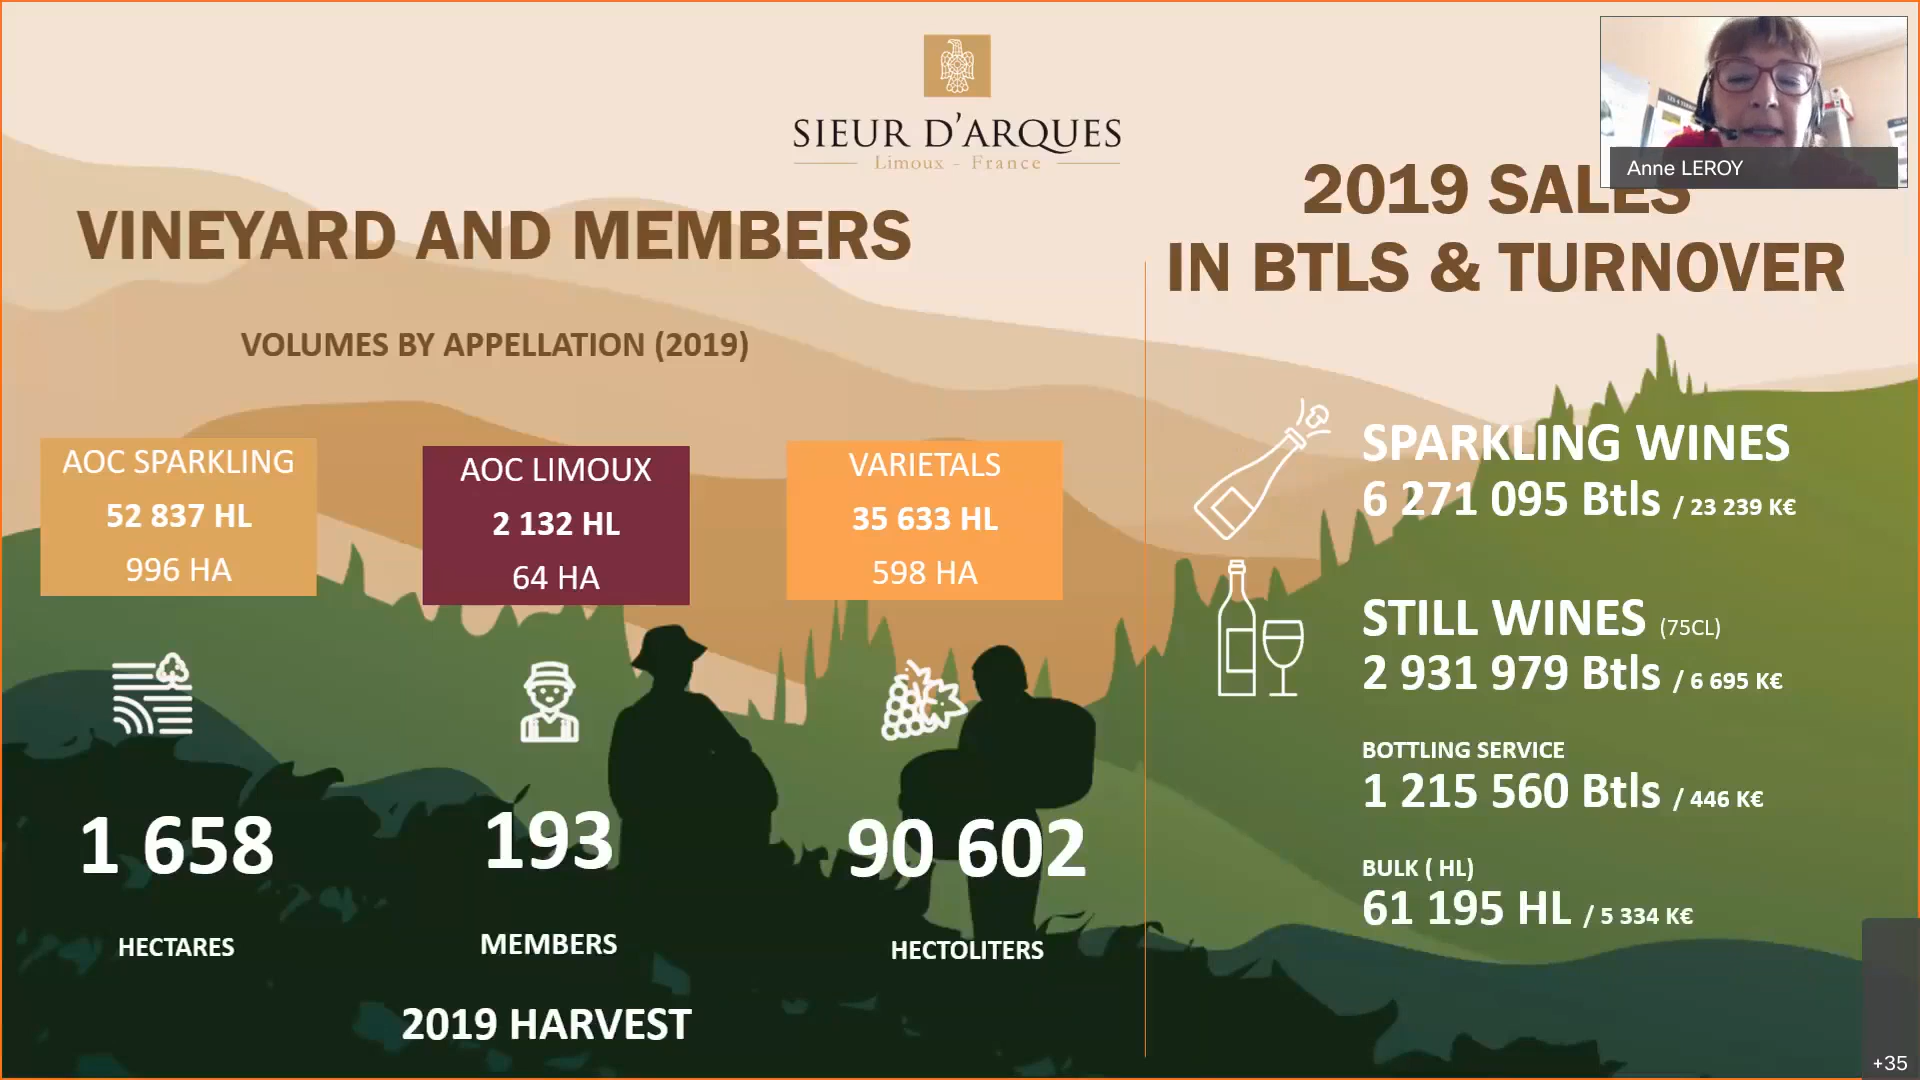 SIEUR D'ARQUES
Limoux - France
Anne LEROY
VINEYARD AND MEMBERS
VOLUMES BY APPELLATION (2019)
AOC SPARKLING
52 837 HL
996 HA
AOC LIMOUX
2 132 HL
64 HA
VARIETALS
35 633 HL
598 HA
1 658
HECTARES
193
MEMBERS
90 602
HECTOLITERS
2019 HARVEST
2019 SALES
IN BTLS & TURNOVER
SPARKLING WINES
6 271 095 Btls / 23 239 K€
STILL WINES (75CL)
2 931 979 Btls / 6 695 K€
BOTTLING SERVICE
1 215 560 Btls / 446 K€
BULK ( HL)
61 195 HL / 5 334 K€
+35